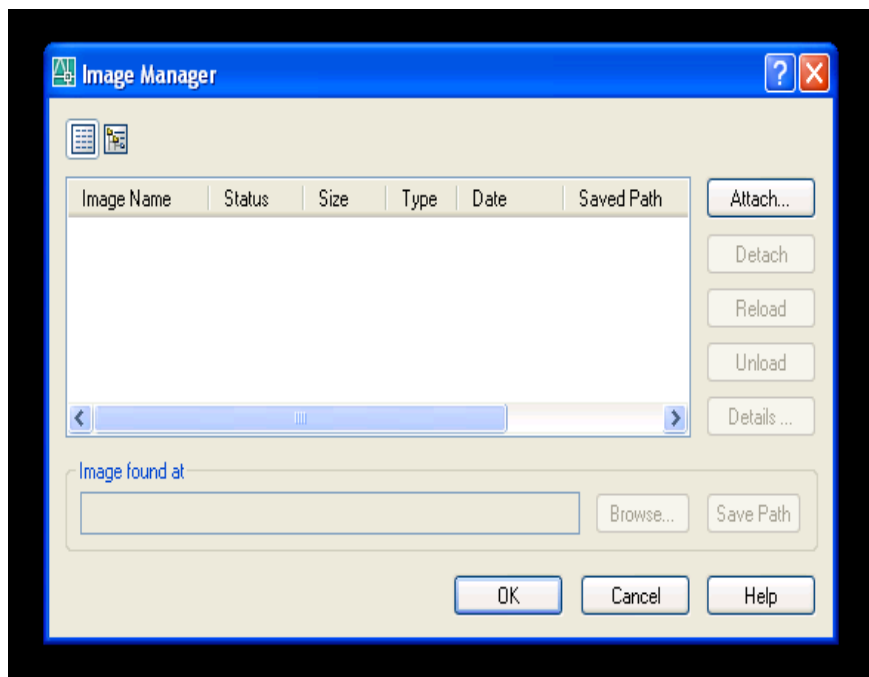 Image Manager
Image Name Status Size Type Date Saved Path
Attach...
Detach
Reload
Unload
Details ...
Image found at
Browse... Save Path
OK Cancel Help